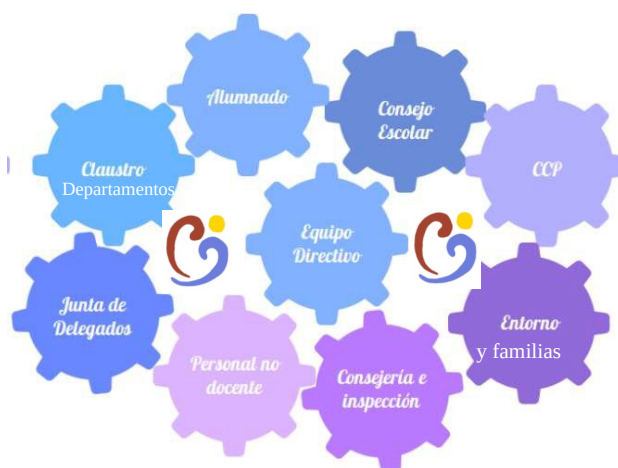 Alumnado
Consejo
Escolar
Claustro
Departamentos
CCP
Equipo
Directivo
Junta de
Delegados
Entorno
y familias
Personal no
docente
Consejería e
inspección